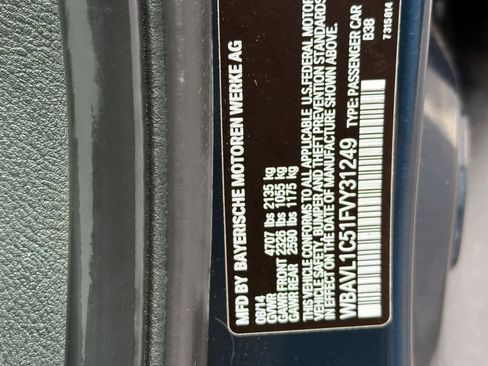 MFD BY BAYERISCHE MOTOREN WERKE AG
08/14
GVWR 4707 lbs 2135 kg
GAWR FRONT 2326 lbs 1055 kg
GAWR REAR 2590 lbs 1175 kg
THIS VEHICLE CONFORMS TO ALL APPLICABLE U.S. FEDERAL MOTOR
VEHICLE SAFETY, BUMPER AND THEFT PREVENTION STANDARDS
IN EFFECT ON THE DATE OF MANUFACTURE SHOWN ABOVE.
WBAVL1C51FVY31249 TYPE: PASSENGER CAR
B38
7315814